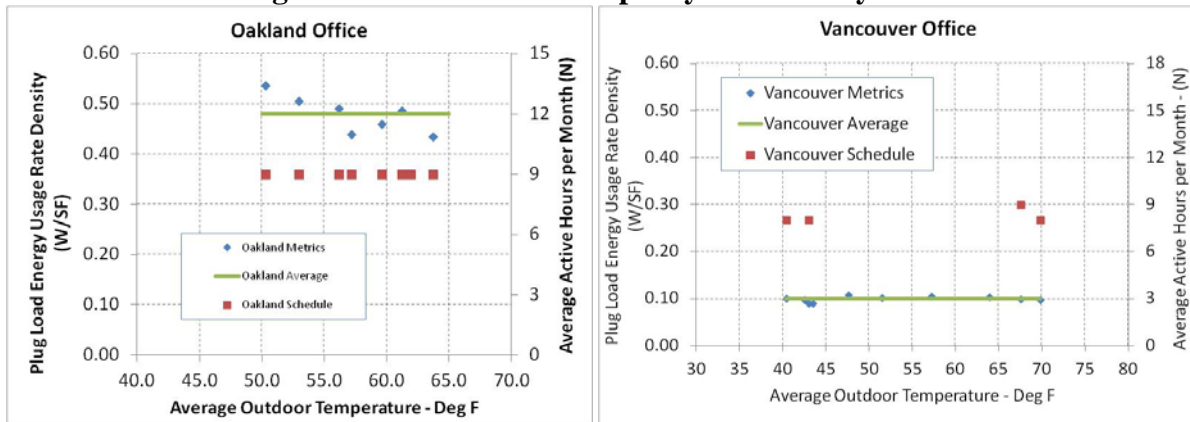 Oakland Office
0.60
0.50
0.40
0.30
0.20
0.10
0.00
Plug Load Energy Usage Rate Density
(W/SF)
15
12
9
6
3
0
Average Active Hours per Month (N)
Oakland Metrics
Oakland Average
Oakland Schedule
40.0 45.0 50.0 55.0 60.0 65.0 70.0
Average Outdoor Temperature - Deg F
Vancouver Office
0.60
0.50
0.40
0.30
0.20
0.10
0.00
Plug Load Energy Usage Rate Density
(W/SF)
18
15
12
9
6
3
0
Average Active Hours per Month - (N)
Vancouver Metrics
Vancouver Average
Vancouver Schedule
30 35 40 45 50 55 60 65 70 75 80
Average Outdoor Temperature - Deg F